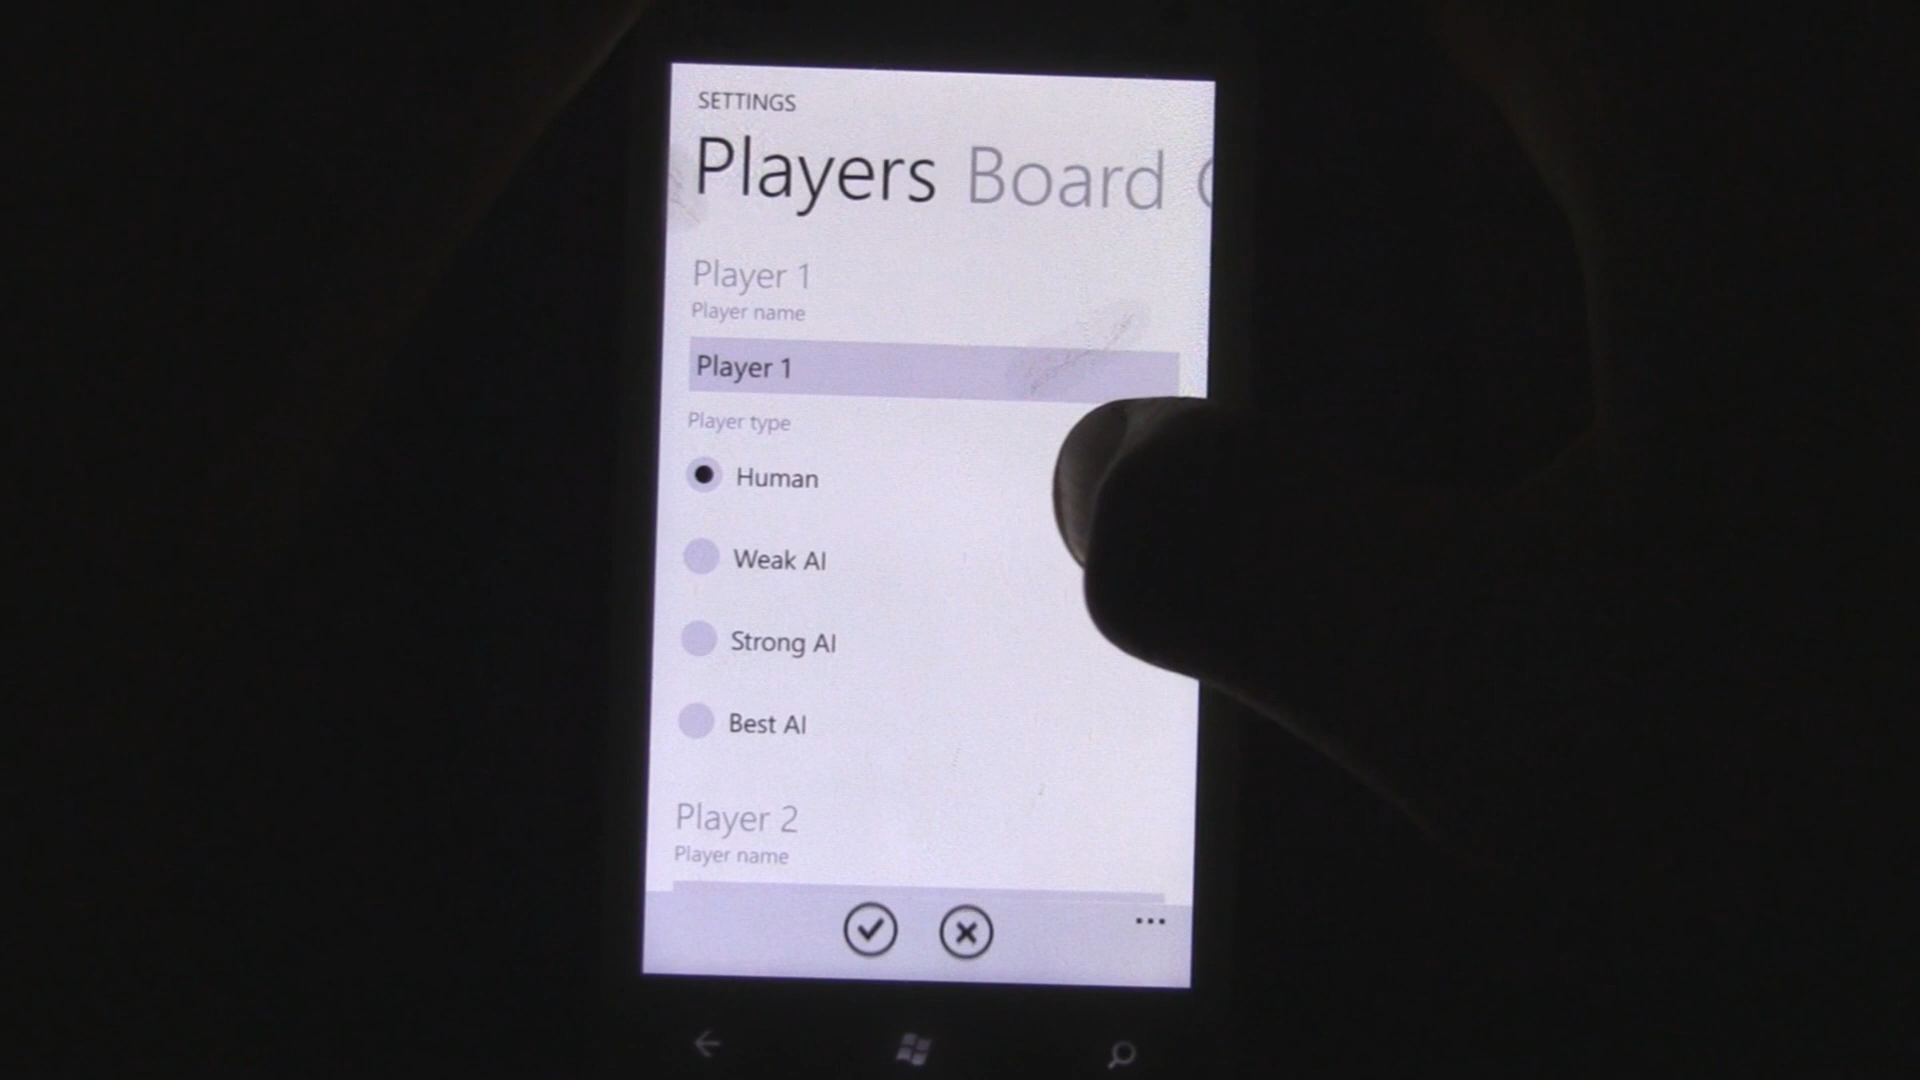 SETTINGS
Players Board
Player 1
Player name
Player 1
Player type
Human
Weak AI
Strong AI
Best AI
Player 2
Player name